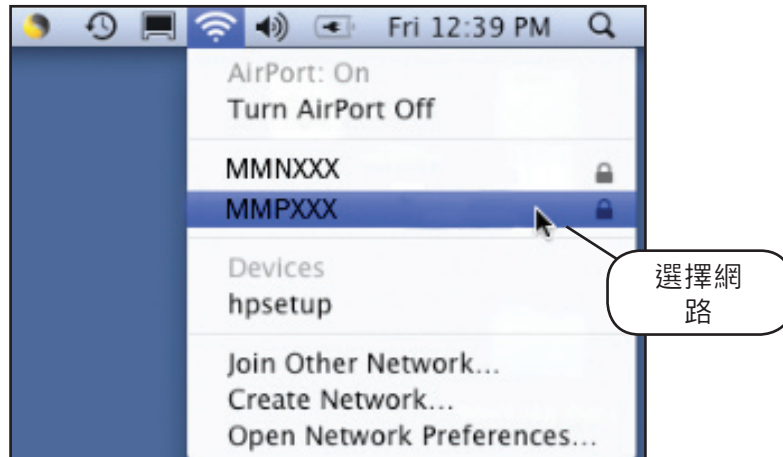 Fri 12:39 PM
AirPort: On
Turn AirPort Off
MMNXXX
MMPXXX
Devices
hpsetup
Join Other Network...
Create Network...
Open Network Preferences...
選擇網
路